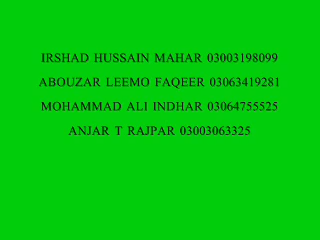 IRSHAD HUSSAIN MAHAR 03003198099
ABOUZAR LEEMO FAQEER 03063419281
MOHAMMAD ALI INDHAR 03064755525
ANJAR T RAJPAR 03003063325